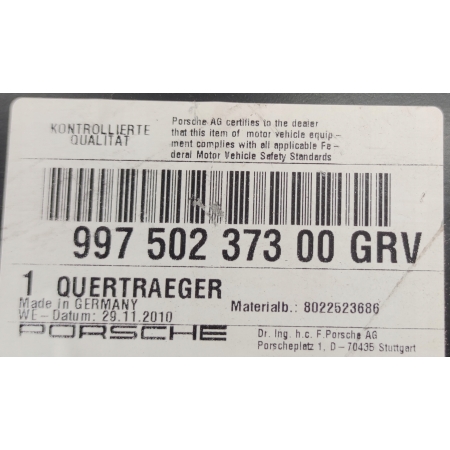 KONTROLLIERTE
QUALITÄT
Porsche AG certifies to the dealer
that this item of motor vehicle equip-
ment complies with all applicable Fe-
deral Motor Vehicle Safety Standards
997 502 373 00 GRV
1 QUERTRAEGER
Made in GERMANY
WE-Datum: 29.11.2010
Materialb.: 8022523686
PORSCHE
Dr. Ing. h.c. F.Porsche AG
Porscheplatz 1, D-70435 Stuttgart